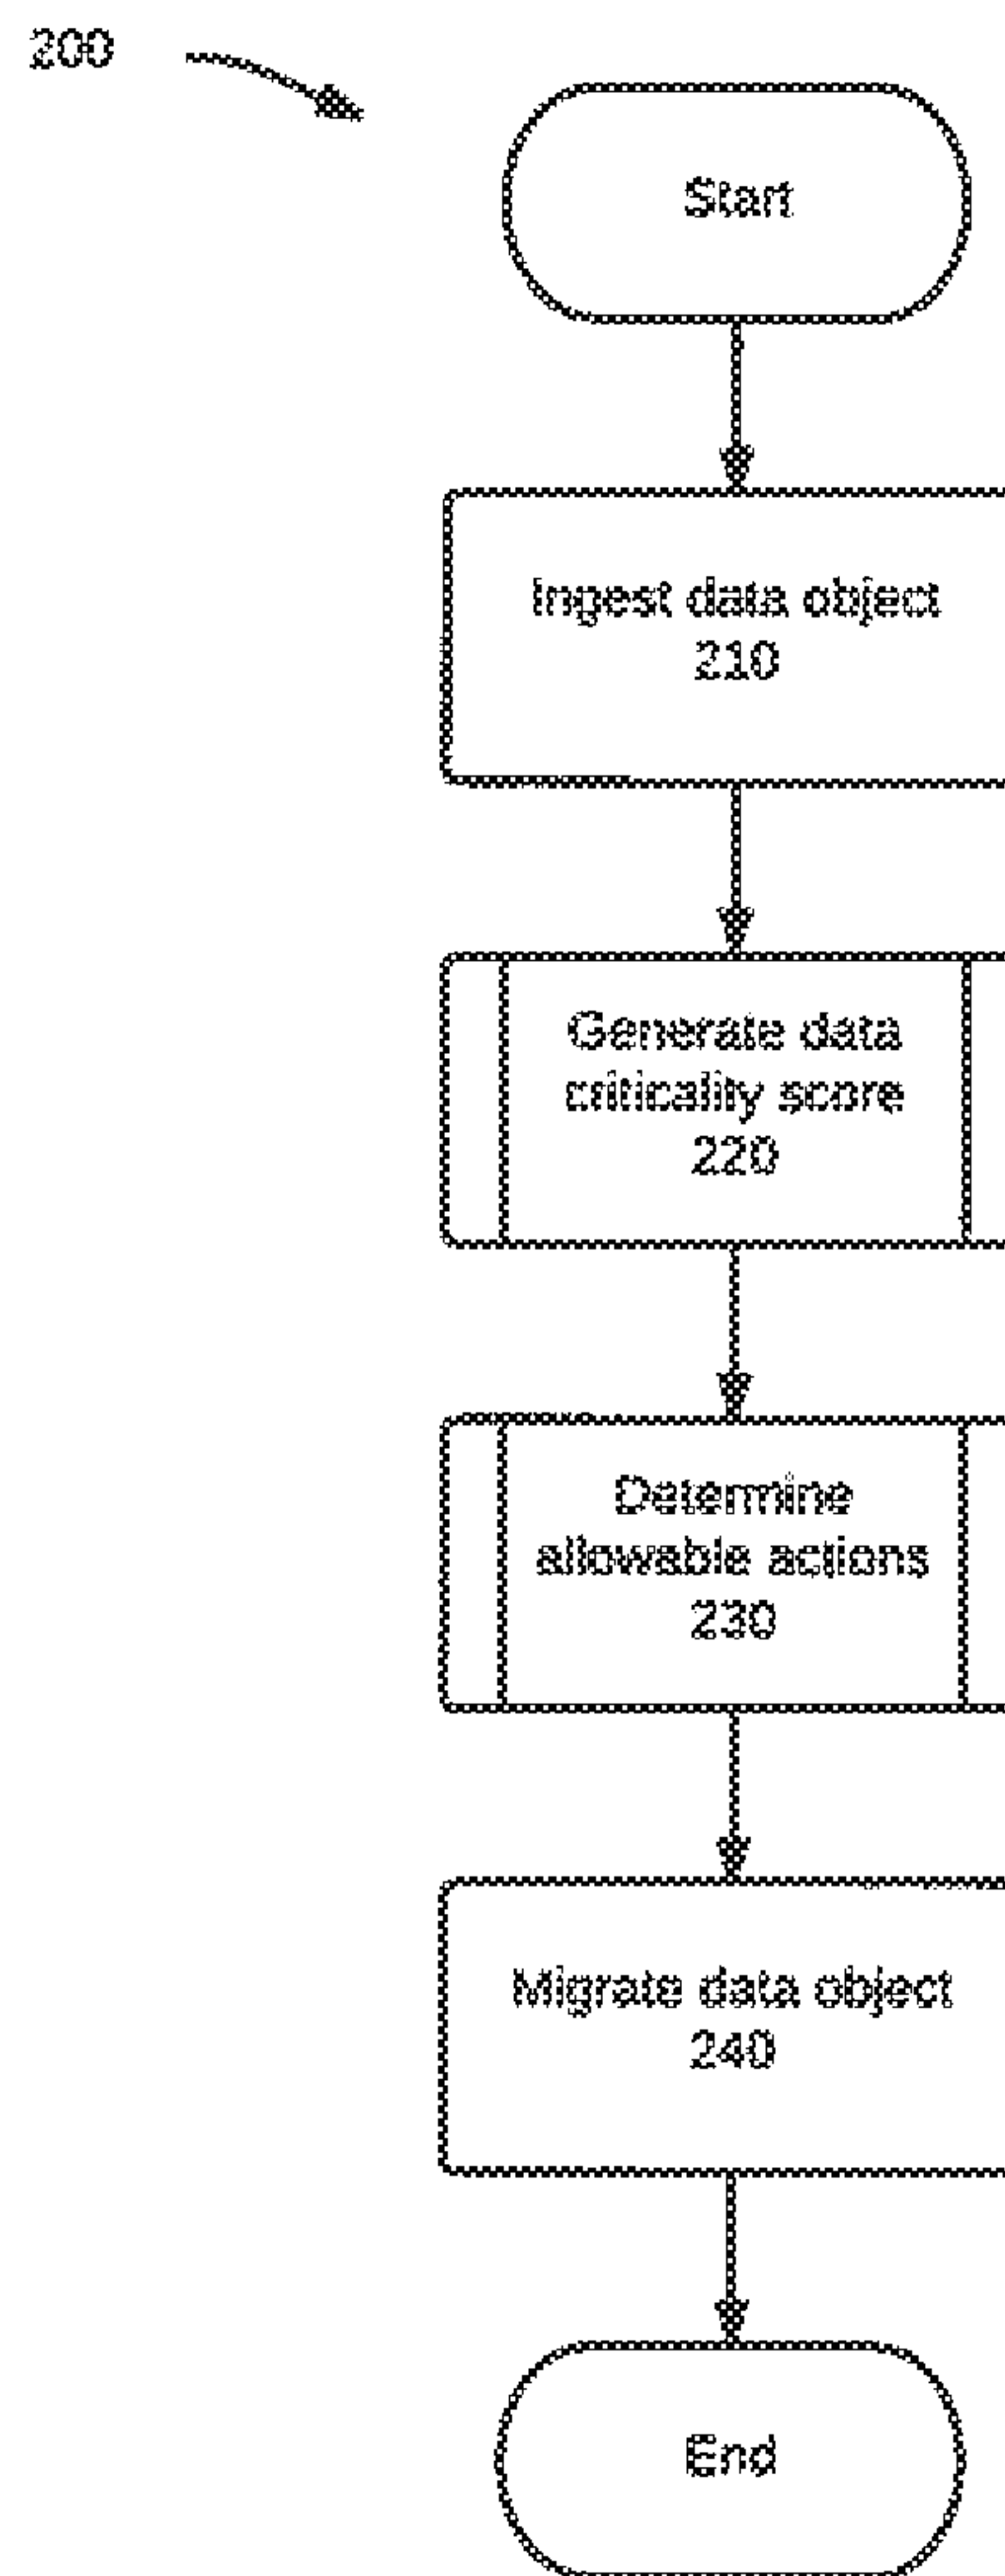 200
Start
Ingest data object
210
Generate data
criticality score
220
Determine
allowable actions
230
Migrate data object
240
End